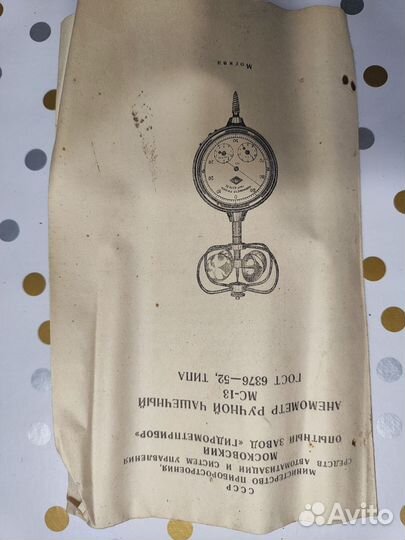 СССР
МИНИСТЕРСТВО ПРИБОРОСТРОЕНИЯ,
СРЕДСТВ АВТОМАТИЗАЦИИ И СИСТЕМ УПРАВЛЕНИЯ
МОСКОВСКИЙ
ОПЫТНЫЙ ЗАВОД «ГИДРОМЕТПРИБОР»
АНЕМОМЕТР РУЧНОЙ ЧАШЕЧНЫЙ
МС-13
ГОСТ 6376—52, ТИПА
Москва
Avito